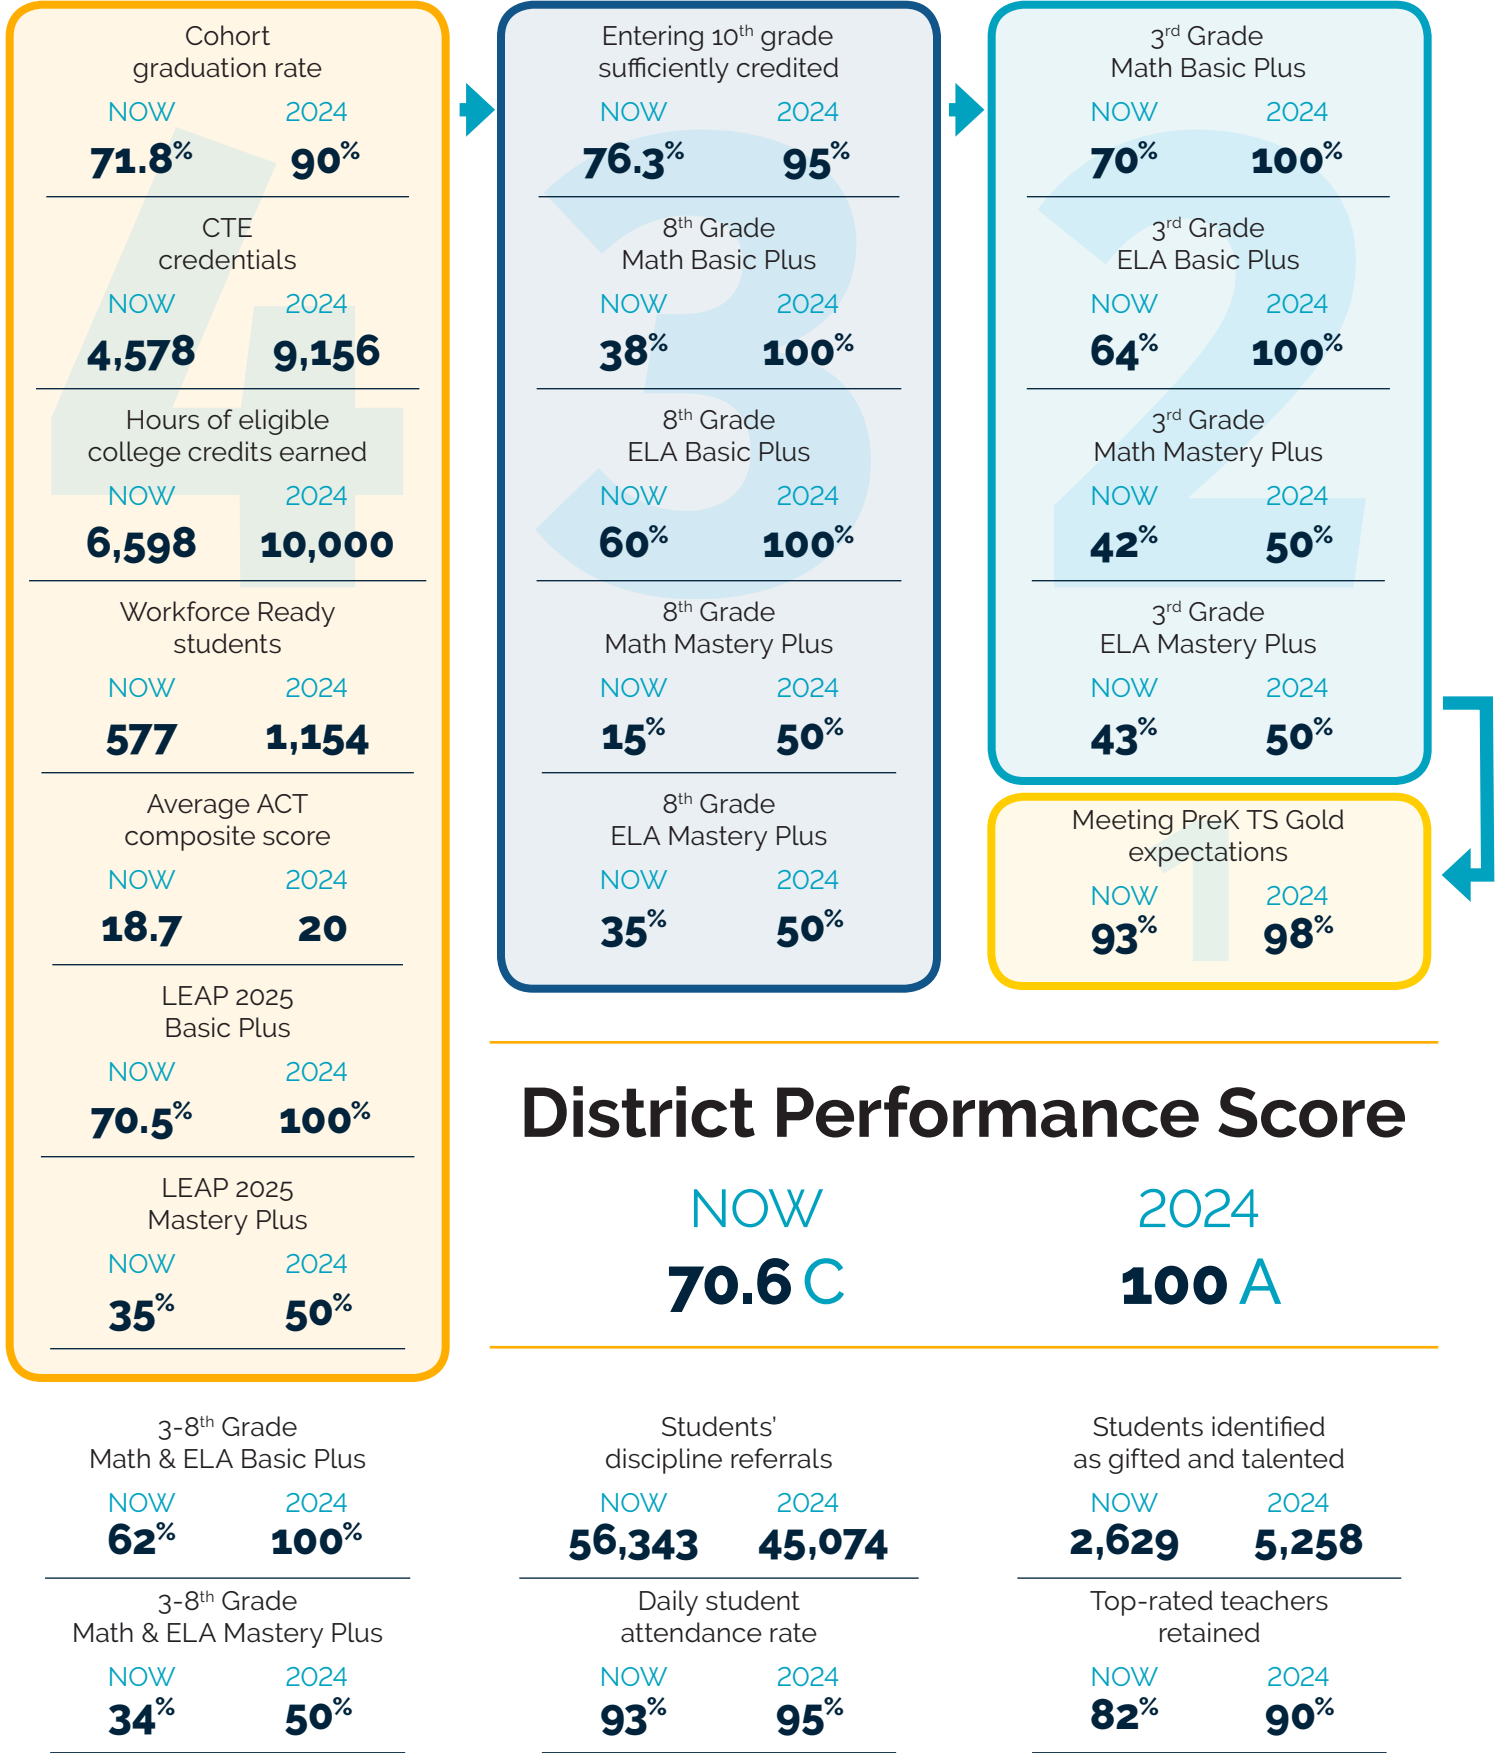 Cohort
graduation rate
NOW 2024
71.8% 90%
CTE
credentials
NOW 2024
4,578 9,156
Hours of eligible
college credits earned
NOW 2024
6,598 10,000
Workforce Ready
students
NOW 2024
577 1,154
Average ACT
composite score
NOW 2024
18.7 20
LEAP 2025
Basic Plus
NOW 2024
70.5% 100%
LEAP 2025
Mastery Plus
NOW 2024
35% 50%
4
Entering 10th grade
sufficiently credited
NOW 2024
76.3% 95%
8th Grade
Math Basic Plus
NOW 2024
38% 100%
8th Grade
ELA Basic Plus
NOW 2024
60% 100%
8th Grade
Math Mastery Plus
NOW 2024
15% 50%
8th Grade
ELA Mastery Plus
NOW 2024
35% 50%
3
3rd Grade
Math Basic Plus
NOW 2024
70% 100%
3rd Grade
ELA Basic Plus
NOW 2024
64% 100%
3rd Grade
Math Mastery Plus
NOW 2024
42% 50%
3rd Grade
ELA Mastery Plus
NOW 2024
43% 50%
2
Meeting PreK TS Gold
expectations
NOW 2024
93% 98%
1
District Performance Score
NOW 2024
70.6 C 100 A
3-8th Grade
Math & ELA Basic Plus
NOW 2024
62% 100%
3-8th Grade
Math & ELA Mastery Plus
NOW 2024
34% 50%
Students'
discipline referrals
NOW 2024
56,343 45,074
Daily student
attendance rate
NOW 2024
93% 95%
Students identified
as gifted and talented
NOW 2024
2,629 5,258
Top-rated teachers
retained
NOW 2024
82% 90%